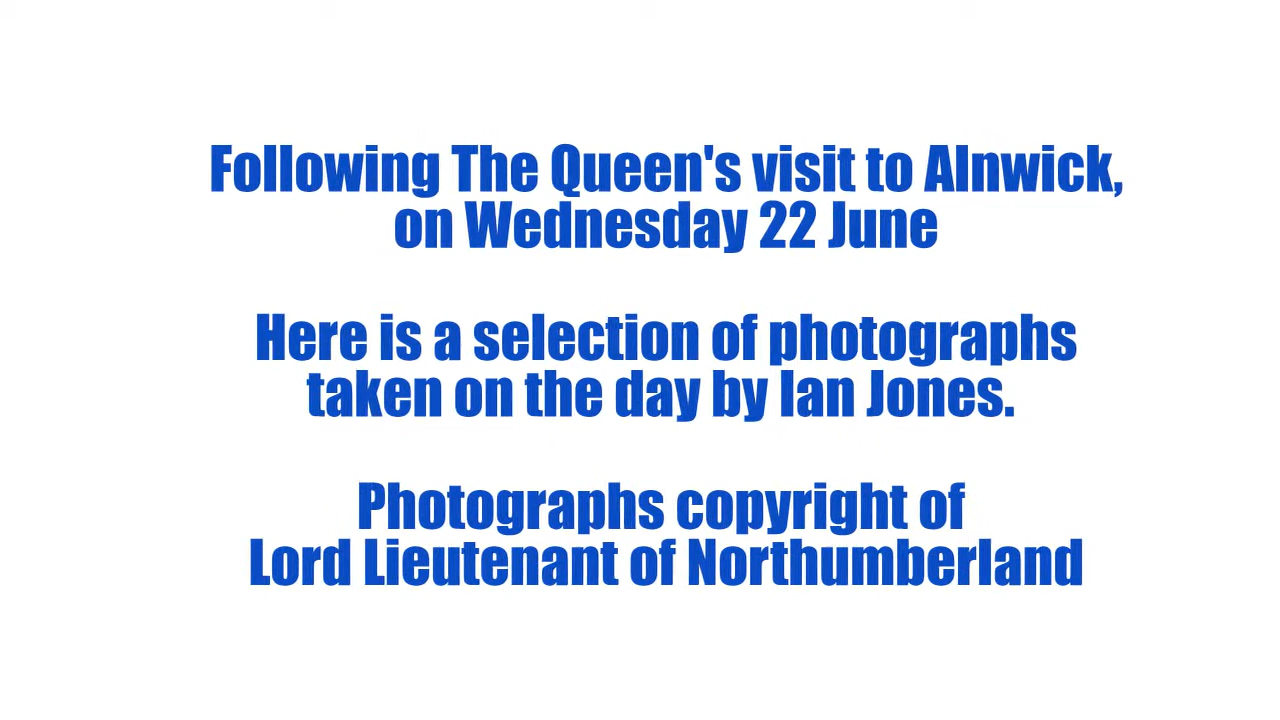 Following The Queen's visit to Alnwick,
on Wednesday 22 June
Here is a selection of photographs
taken on the day by Ian Jones.
Photographs copyright of
Lord Lieutenant of Northumberland